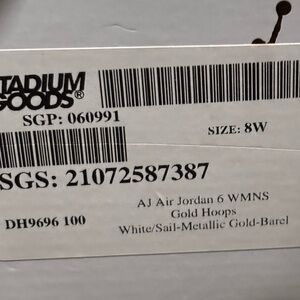 TADIUM
GOODS®
SGP: 060991
SIZE: 8W
SGS: 21072587387
DH9696 100
AJ Air Jordan 6 WMNS
Gold Hoops
White/Sail-Metallic Gold-Barel